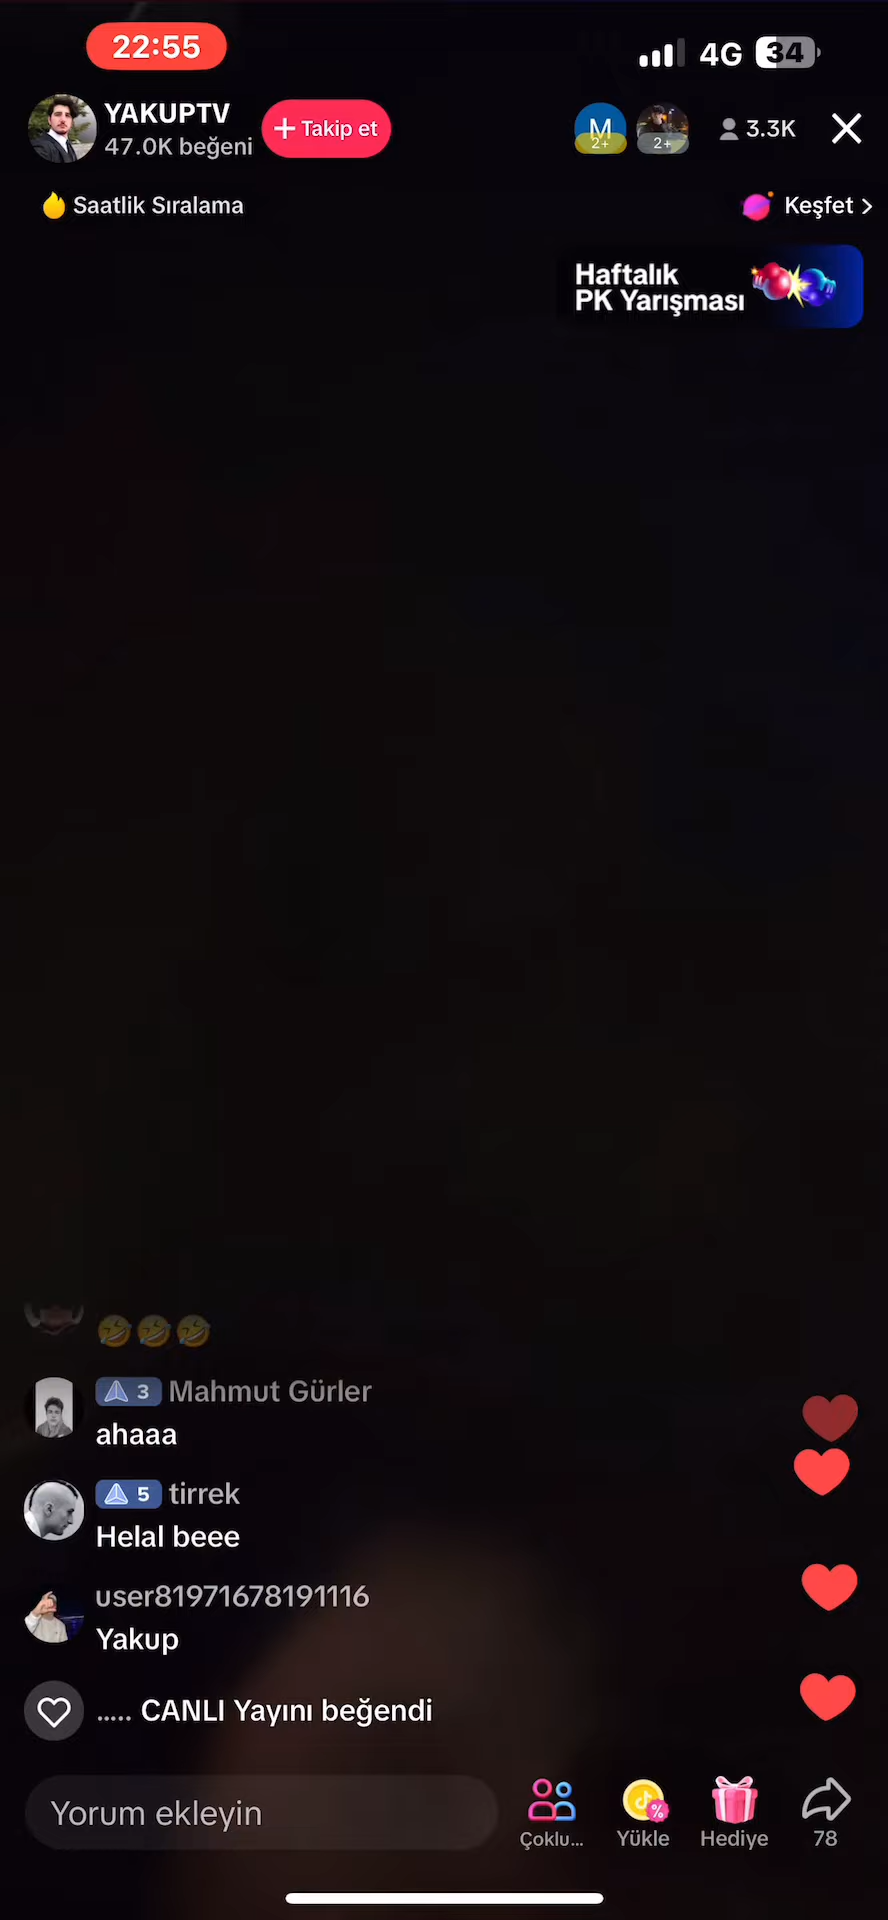 22:55
4G
34
YAKUPTV
47.0K beğeni
+ Takip et
M
2+
2+
3.3K
Saatlik Sıralama
Keşfet >
Haftalık
PK Yarışması
🤣🤣🤣
3 Mahmut Gürler
ahaaa
5 tirrek
Helal beee
user81971678191116
Yakup
..... CANLI Yayını beğendi
Yorum ekleyin
Çoklu...
Yükle
Hediye
78